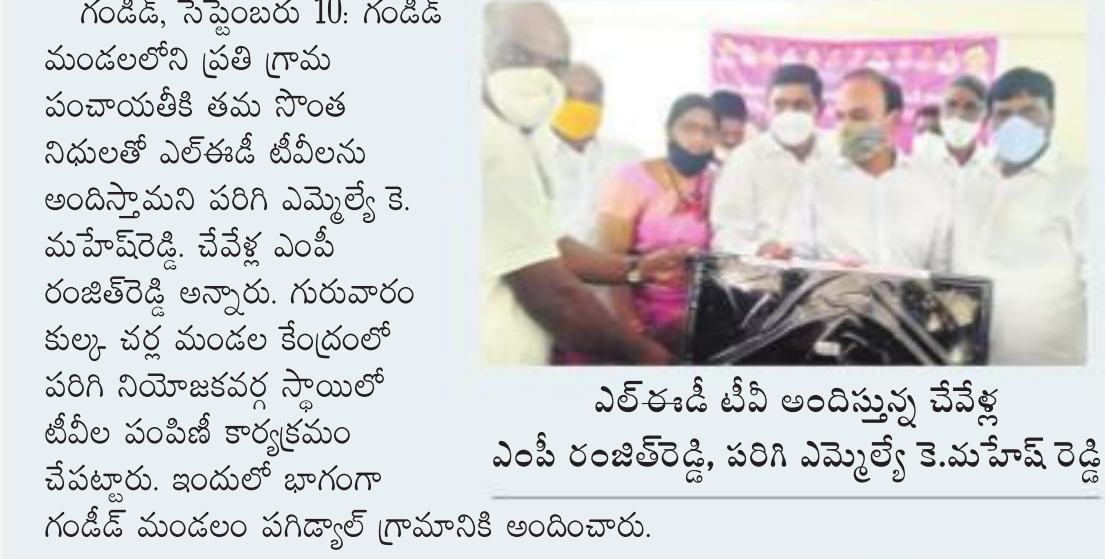 గండీడ్, సెప్టెంబరు 10: గండీడ్
మండలలోని ప్రతి గ్రామ
పంచాయతీకి తమ సొంత
నిధులతో ఎల్ఈడీ టీవీలను
అందిస్తామని పరిగి ఎమ్మెల్యే కె.
మహేష్‌రెడ్డి. చేవేళ్ల ఎంపీ
రంజిత్‌రెడ్డి అన్నారు. గురువారం
కుల్క చర్ల మండల కేంద్రంలో
పరిగి నియోజకవర్గ స్థాయిలో
టీవీల పంపిణీ కార్యక్రమం
చేపట్టారు. ఇందులో భాగంగా
గండీడ్ మండలం పగిడ్యాల్ గ్రామానికి అందించారు.
ఎల్ఈడీ టీవీ అందిస్తున్న చేవేళ్ల
ఎంపీ రంజిత్‌రెడ్డి, పరిగి ఎమ్మెల్యే కె.మహేష్ రెడ్డి